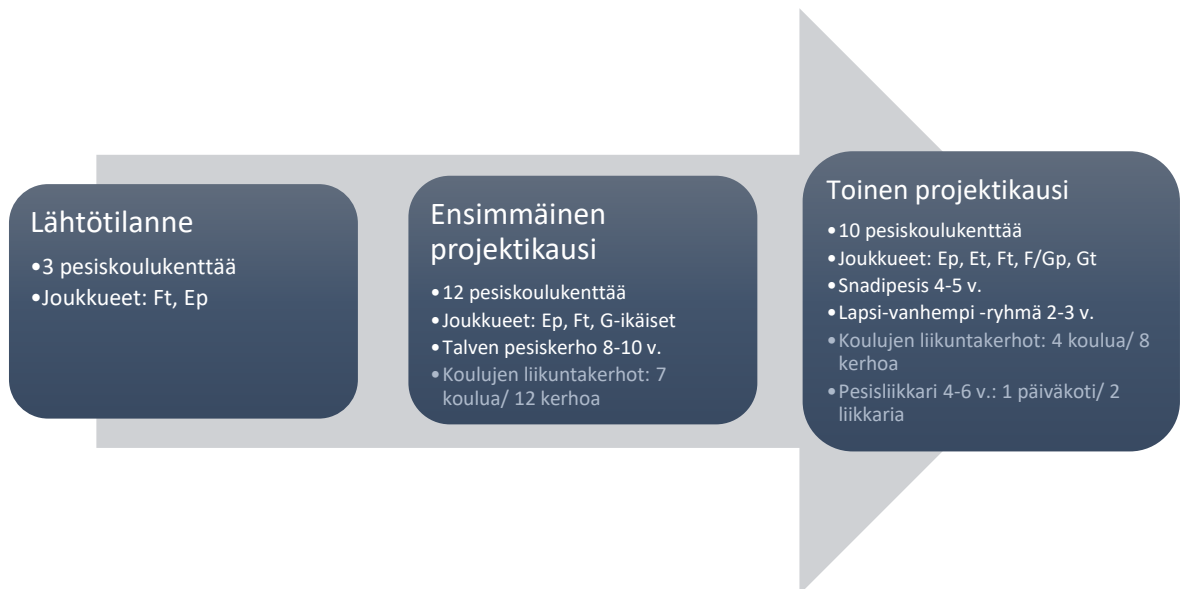 Lähtötilanne
•3 pesiskoulukenttää
•Joukkueet: Ft, Ep
Ensimmäinen
projektikausi
•12 pesiskoulukenttää
•Joukkueet: Ep, Ft, G-ikäiset
•Talven pesiskerho 8-10 v.
•Koulujen liikuntakerhot: 7
koulua/ 12 kerhoa
Toinen projektikausi
•10 pesiskoulukenttää
•Joukkueet: Ep, Et, Ft, F/Gp, Gt
•Snadipesis 4-5 v.
•Lapsi-vanhempi -ryhmä 2-3 v.
•Koulujen liikuntakerhot: 4 koulua/ 8
kerhoa
•Pesisliikkari 4-6 v.: 1 päiväkoti/ 2
liikkaria